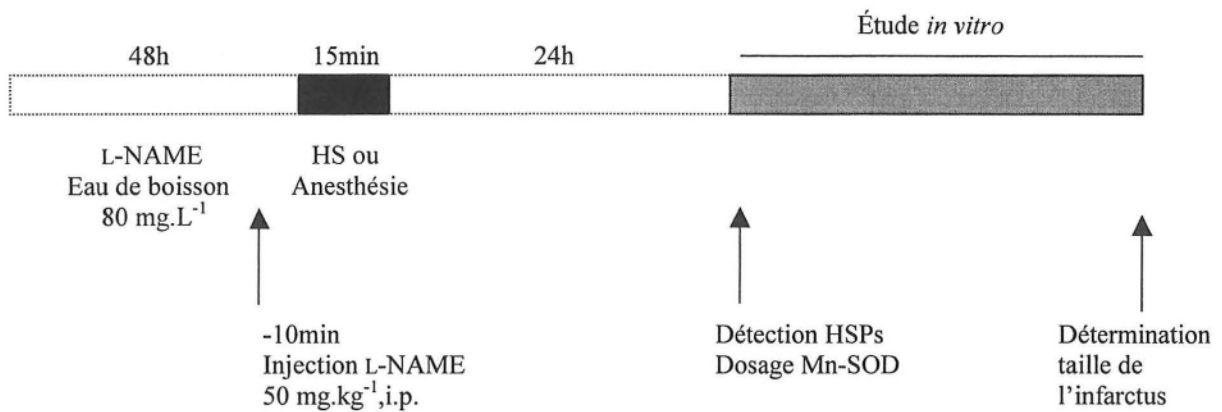 Étude in vitro
48h 15min 24h
L-NAME
Eau de boisson
80 mg.L⁻¹
HS ou
Anesthésie
-10min
Injection L-NAME
50 mg.kg⁻¹,i.p.
Détection HSPs
Dosage Mn-SOD
Détermination
taille de
l'infarctus